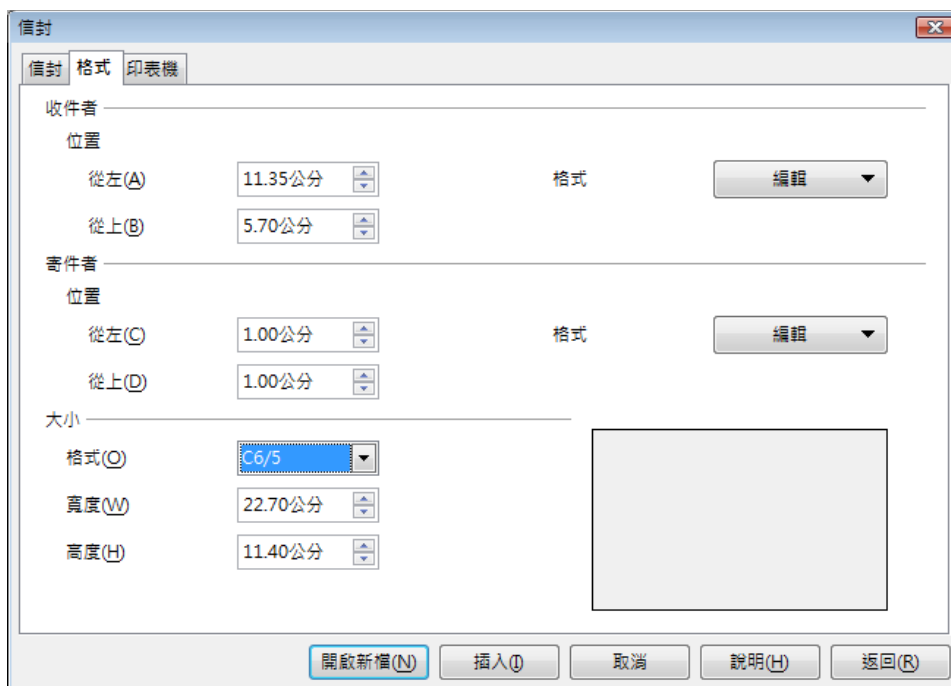 信封
信封 格式 印表機
收件者
位置
從左(A) 11.35公分 格式 編輯
從上(B) 5.70公分
寄件者
位置
從左(C) 1.00公分 格式 編輯
從上(D) 1.00公分
大小
格式(O) C6/5
寬度(W) 22.70公分
高度(H) 11.40公分
開啟新檔(N) 插入(I) 取消 說明(H) 返回(R)